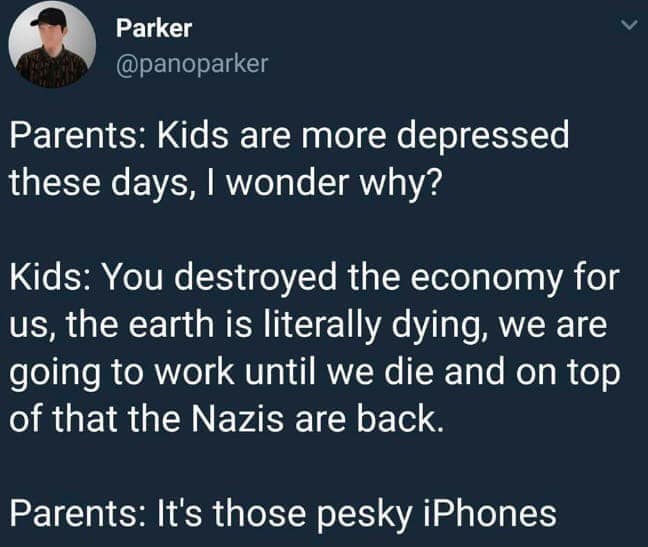 Parker
@panoparker
Parents: Kids are more depressed
these days, I wonder why?
Kids: You destroyed the economy for
us, the earth is literally dying, we are
going to work until we die and on top
of that the Nazis are back.
Parents: It's those pesky iPhones